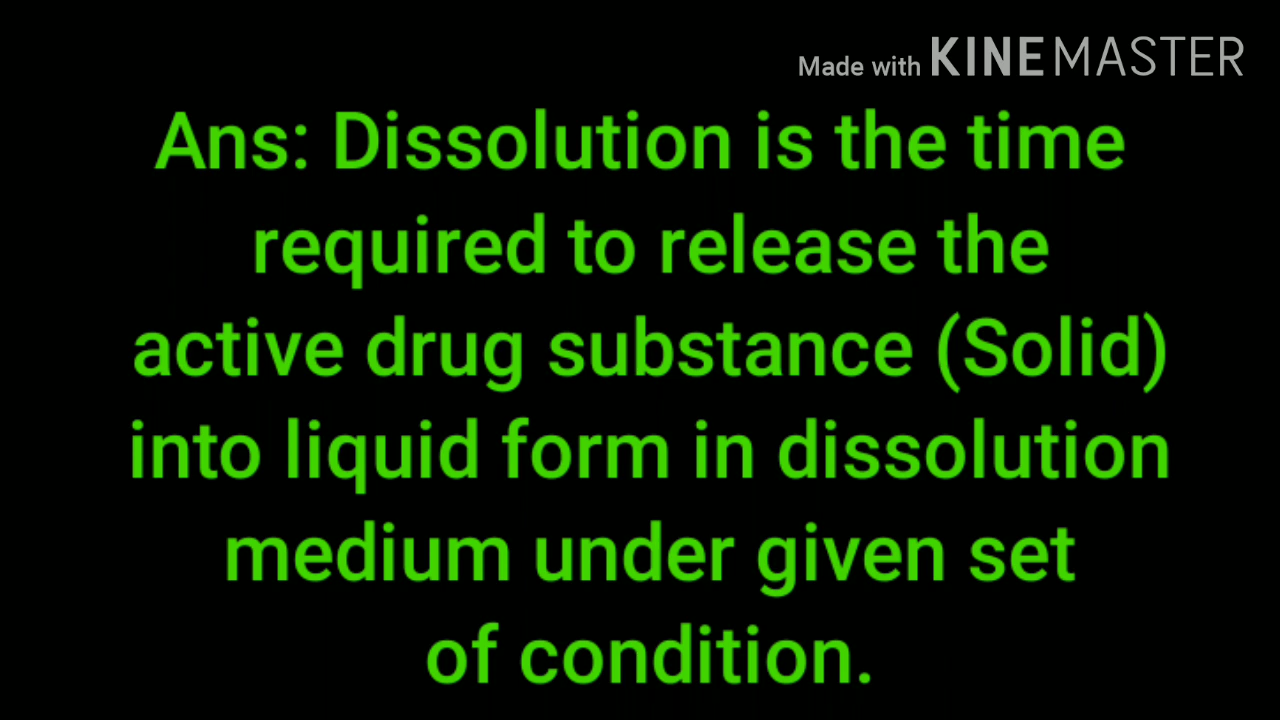 Made with KINEMASTER
Ans: Dissolution is the time
required to release the
active drug substance (Solid)
into liquid form in dissolution
medium under given set
of condition.